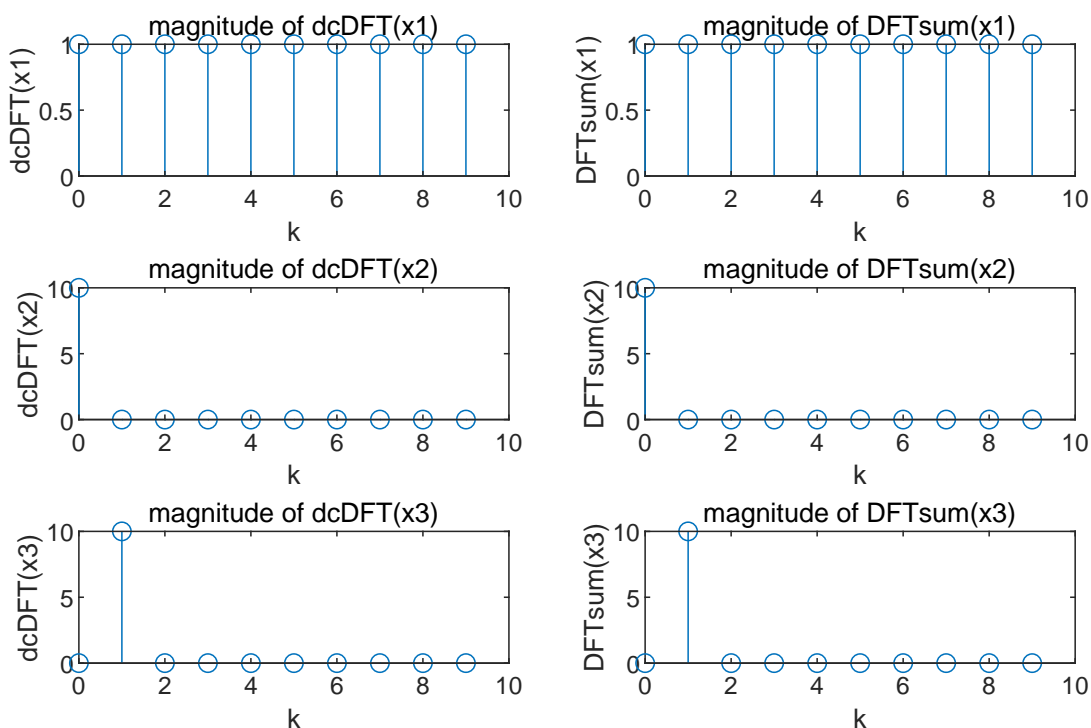 magnitude of dcDFT(x1)
dcDFT(x1)
1
0.5
0
0 2 4 6 8 10
k
magnitude of DFTsum(x1)
DFTsum(x1)
1
0.5
0
0 2 4 6 8 10
k
magnitude of dcDFT(x2)
dcDFT(x2)
10
5
0
0 2 4 6 8 10
k
magnitude of DFTsum(x2)
DFTsum(x2)
10
5
0
0 2 4 6 8 10
k
magnitude of dcDFT(x3)
dcDFT(x3)
10
5
0
0 2 4 6 8 10
k
magnitude of DFTsum(x3)
DFTsum(x3)
10
5
0
0 2 4 6 8 10
k